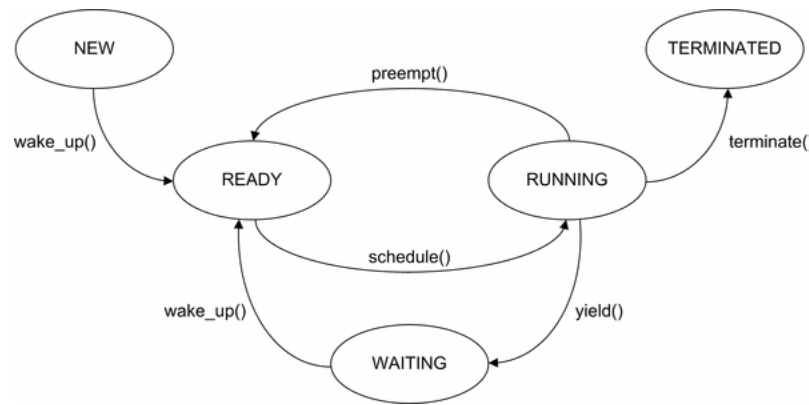 NEW
TERMINATED
preempt()
wake_up()
terminate()
READY
RUNNING
schedule()
wake_up()
yield()
WAITING